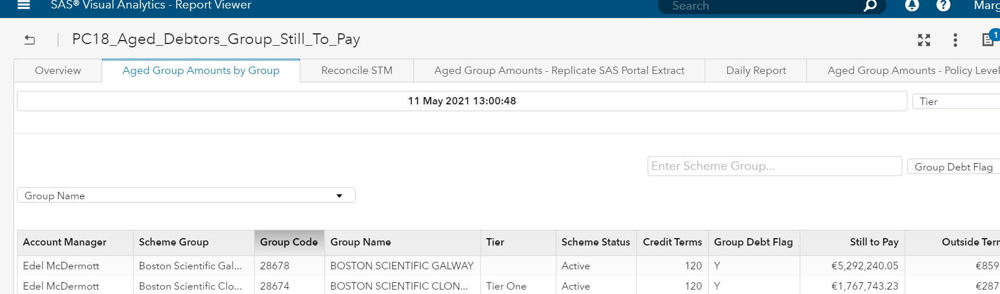 SAS® Visual Analytics - Report Viewer Search Marg
PC18_Aged_Debtors_Group_Still_To_Pay 1
Overview Aged Group Amounts by Group Reconcile STM Aged Group Amounts - Replicate SAS Portal Extract Daily Report Aged Group Amounts - Policy Level
11 May 2021 13:00:48 Tier
Enter Scheme Group... Group Debt Flag
Group Name
Account Manager Scheme Group Group Code Group Name Tier Scheme Status Credit Terms Group Debt Flag Still to Pay Outside Tern
Edel McDermott Boston Scientific Gal... 28678 BOSTON SCIENTIFIC GALWAY Active 120 Y €5,292,240.05 €859
Edel McDermott Boston Scientific Clo... 28674 BOSTON SCIENTIFIC CLON... Tier One Active 120 Y €1,767,743.23 €287